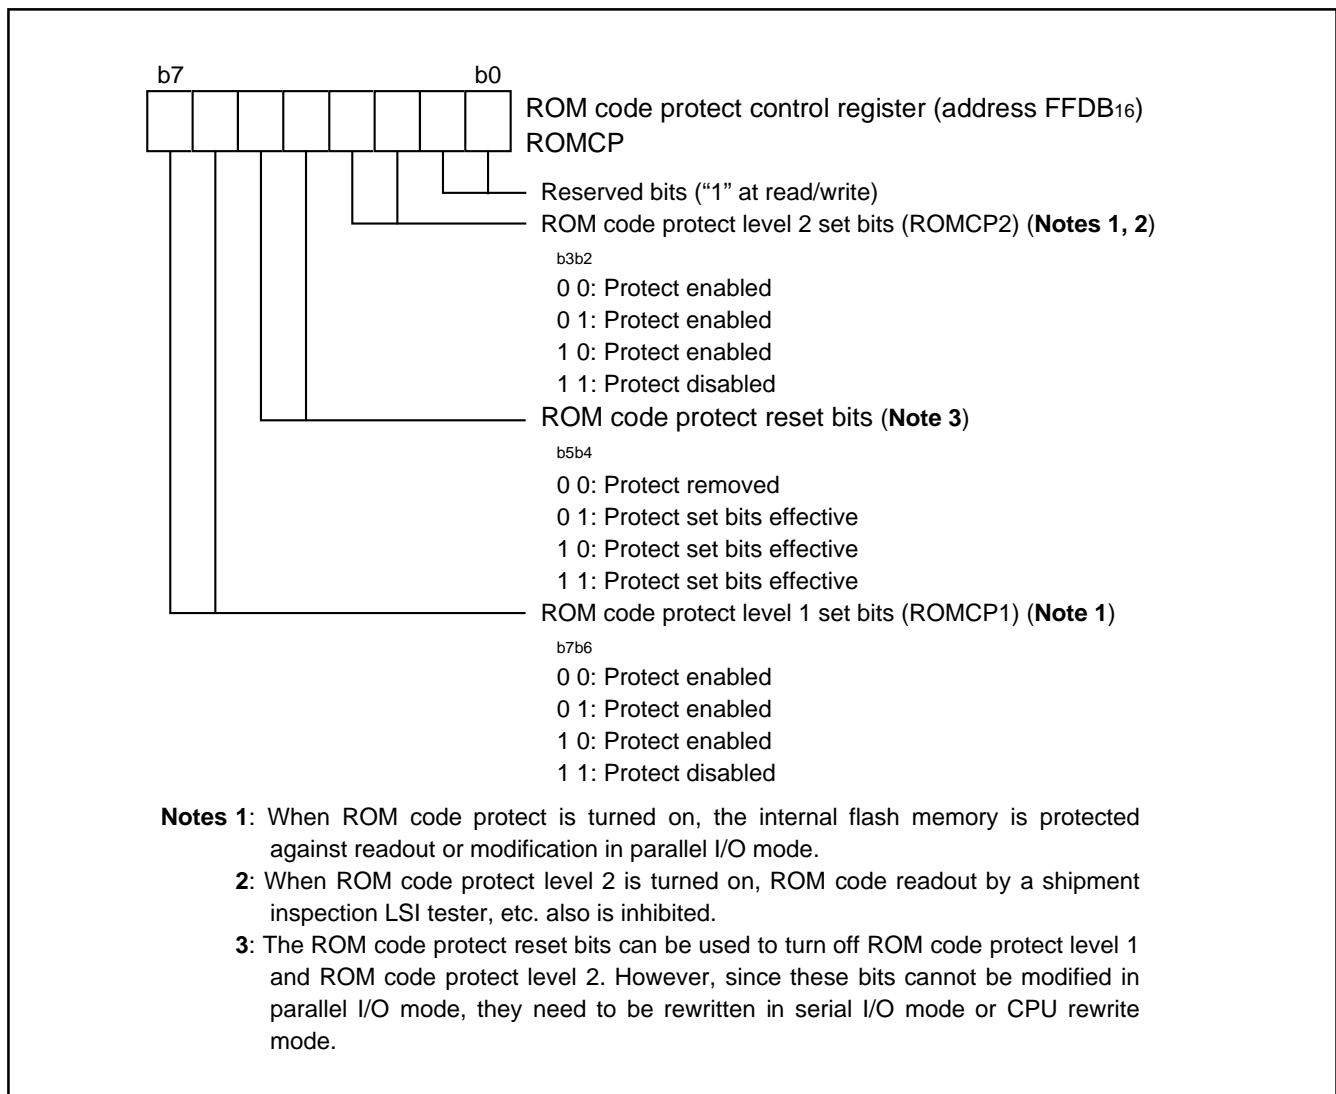 b7 b0
ROM code protect control register (address FFDB16)
ROMCP
Reserved bits (“1” at read/write)
ROM code protect level 2 set bits (ROMCP2) (Notes 1, 2)
b3b2
0 0: Protect enabled
0 1: Protect enabled
1 0: Protect enabled
1 1: Protect disabled
ROM code protect reset bits (Note 3)
b5b4
0 0: Protect removed
0 1: Protect set bits effective
1 0: Protect set bits effective
1 1: Protect set bits effective
ROM code protect level 1 set bits (ROMCP1) (Note 1)
b7b6
0 0: Protect enabled
0 1: Protect enabled
1 0: Protect enabled
1 1: Protect disabled
Notes 1: When ROM code protect is turned on, the internal flash memory is protected
against readout or modification in parallel I/O mode.
2: When ROM code protect level 2 is turned on, ROM code readout by a shipment
inspection LSI tester, etc. also is inhibited.
3: The ROM code protect reset bits can be used to turn off ROM code protect level 1
and ROM code protect level 2. However, since these bits cannot be modified in
parallel I/O mode, they need to be rewritten in serial I/O mode or CPU rewrite
mode.